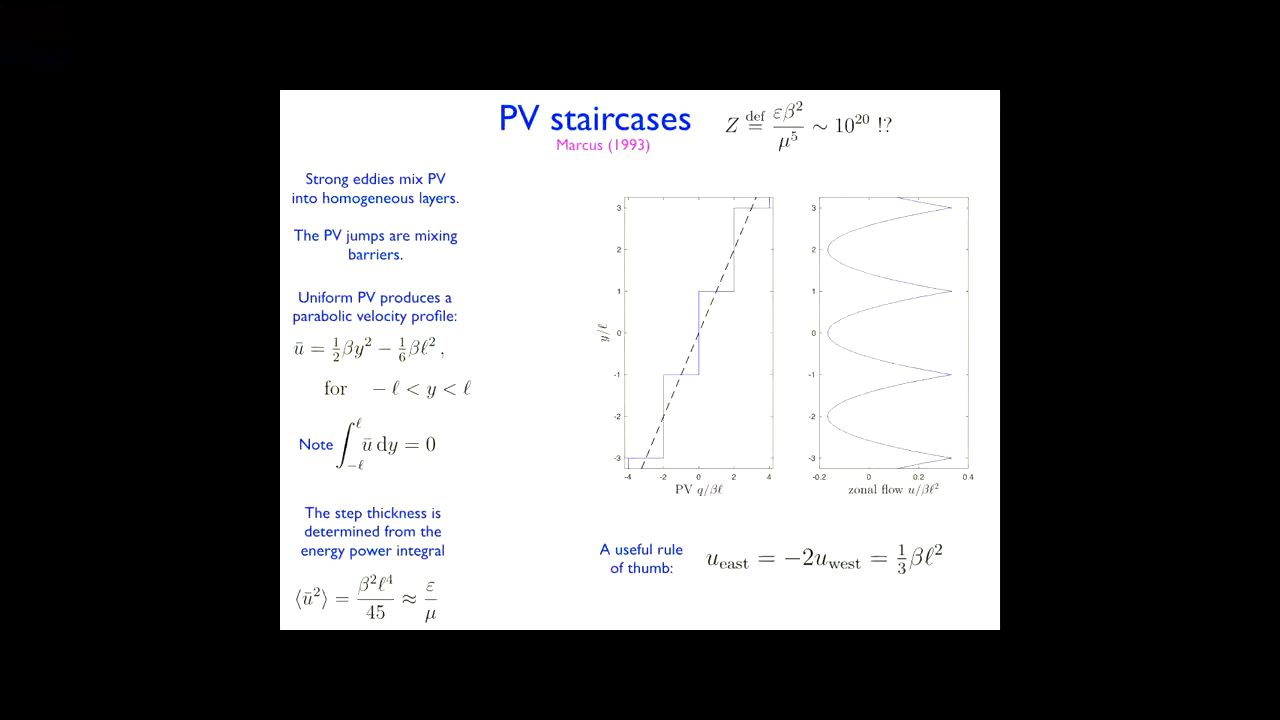 PV staircases
Marcus (1993)
Z def= εβ²/μ⁵ ∼ 10²⁰ !?
Strong eddies mix PV
into homogeneous layers.
The PV jumps are mixing
barriers.
Uniform PV produces a
parabolic velocity profile:
ū = ½βy² − ⅙βℓ² ,
for − ℓ < y < ℓ
Note ∫_{−ℓ}^{ℓ} ū dy = 0
The step thickness is
determined from the
energy power integral
⟨ū²⟩ = β²ℓ⁴/45 ≈ ε/μ
3
2
1
0
-1
-2
-3
y/ℓ
-4 -2 0 2 4
PV q/βℓ
3
2
1
0
-1
-2
-3
-0.2 0 0.2 0.4
zonal flow u/βℓ²
A useful rule
of thumb:
u_east = −2u_west = ⅓βℓ²